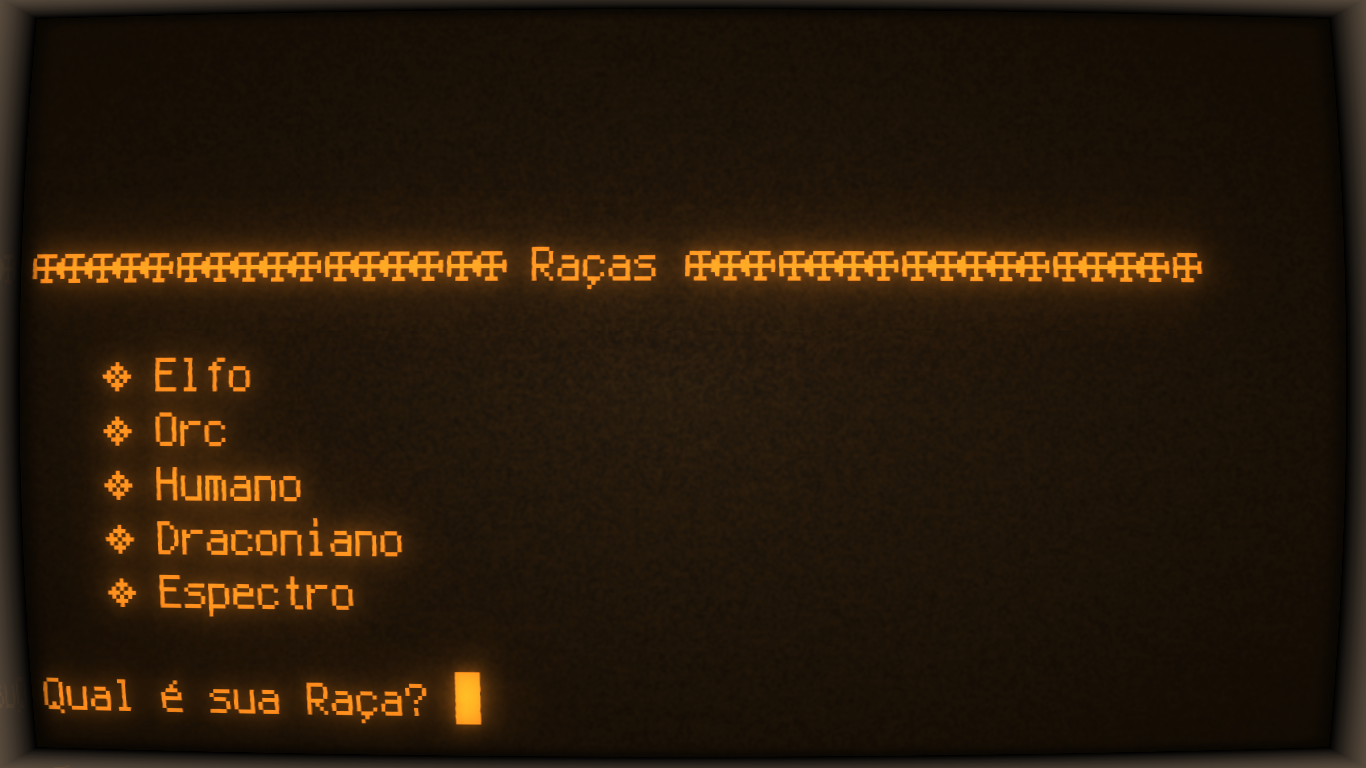 Raças
❖ Elfo
❖ Orc
❖ Humano
❖ Draconiano
❖ Espectro
Qual é sua Raça?